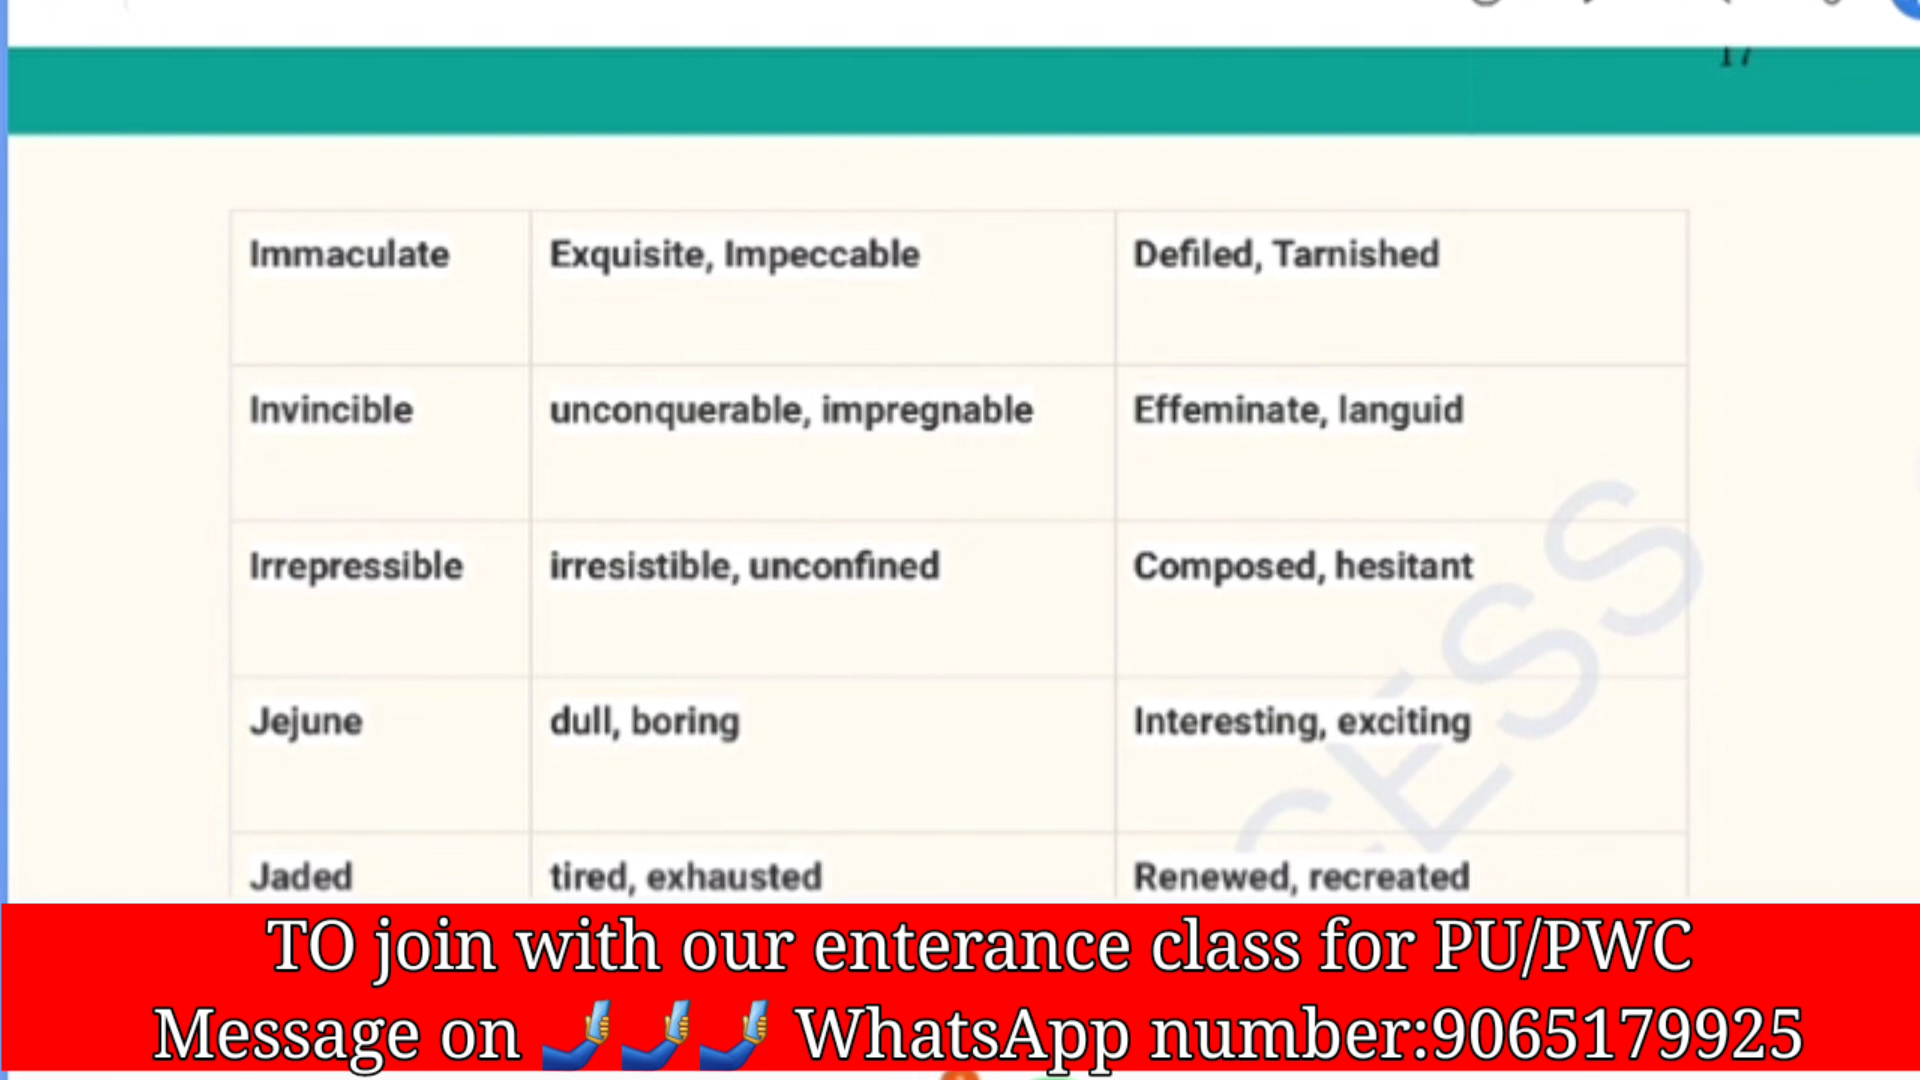 17
Immaculate Exquisite, Impeccable Defiled, Tarnished
Invincible unconquerable, impregnable Effeminate, languid
Irrepressible irresistible, unconfined Composed, hesitant
Jejune dull, boring Interesting, exciting
Jaded tired, exhausted Renewed, recreated
CESS
TO join with our enterance class for PU/PWC
Message on 🤳🤳🤳 WhatsApp number:9065179925